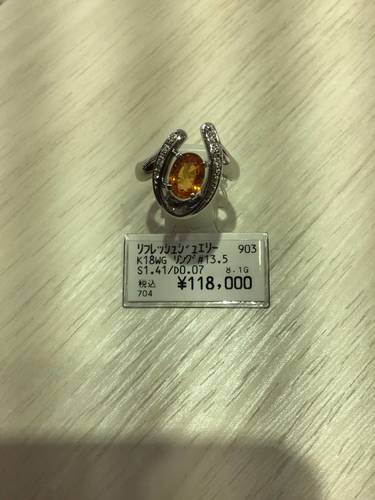 リフレッシュジュエリー 903
K18WG リング#13.5
S1.41/D0.07 8.1G
税込 ¥118,000
704